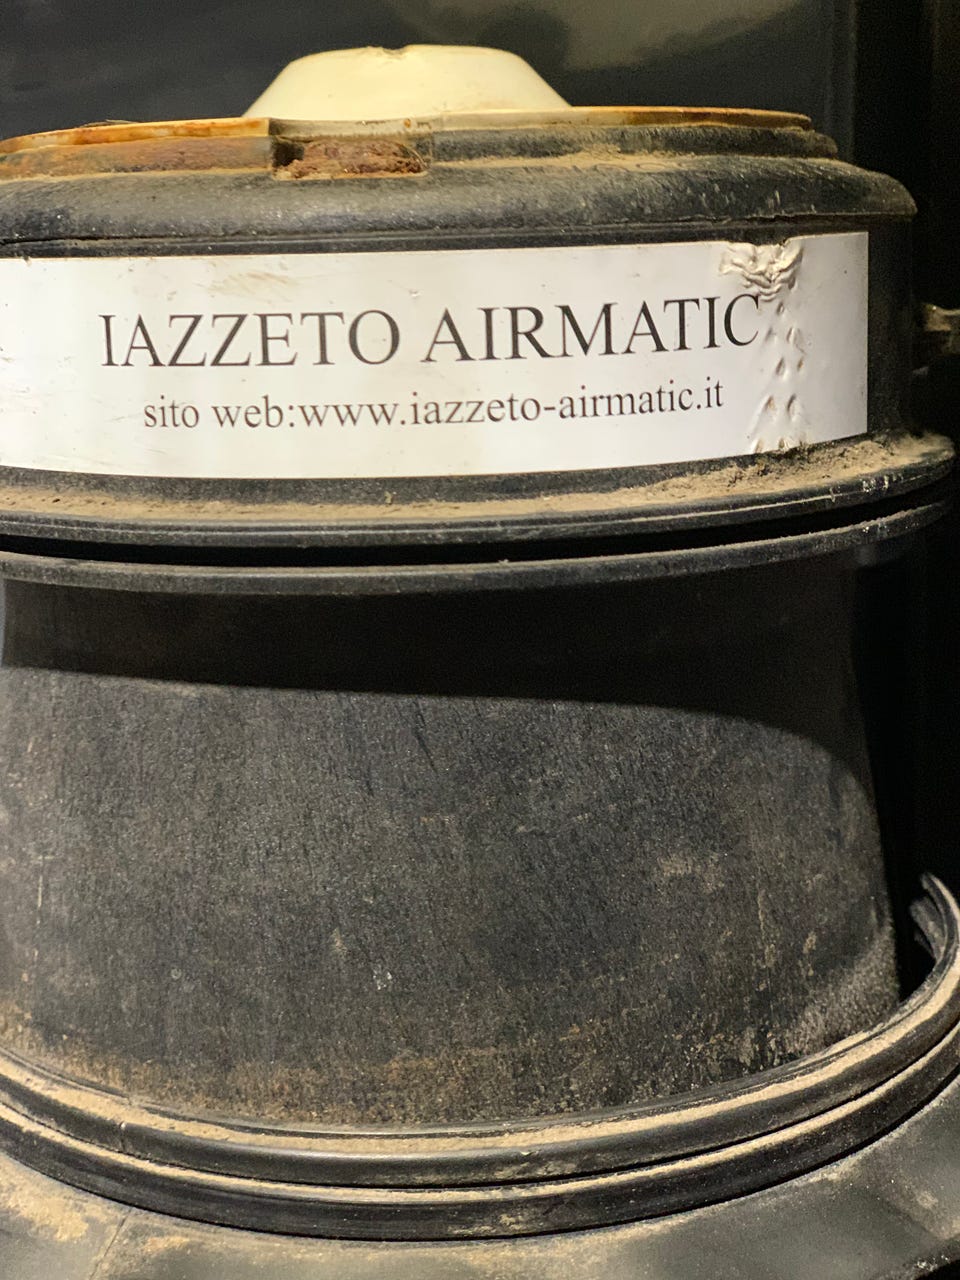 IAZZETO AIRMATIC
sito web:www.iazzeto-airmatic.it